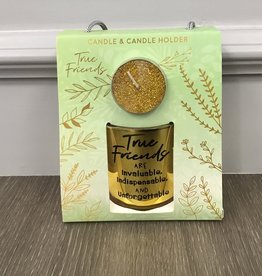 CANDLE & CANDLE HOLDER
True
Friends
True
Friends
ARE
Invaluable,
Indispensable,
AND
Unforgettable